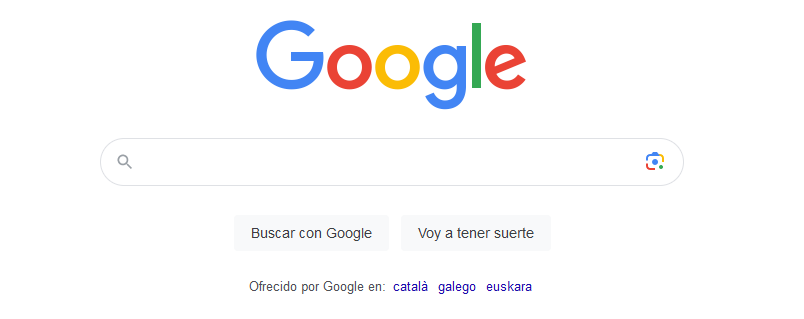 Google
Buscar con Google Voy a tener suerte
Ofrecido por Google en: català galego euskara